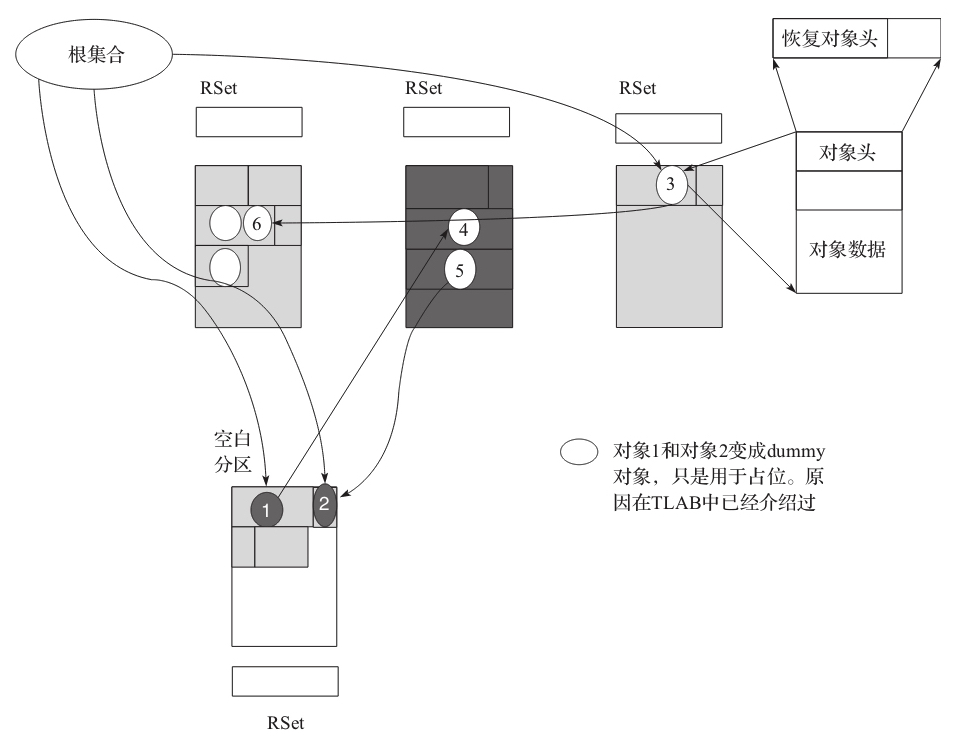 根集合
恢复对象头
RSet
RSet
RSet
对象头
3
6
4
5
对象数据
空白
分区
对象1和对象2变成dummy
对象，只是用于占位。原
因在TLAB中已经介绍过
1
2
RSet